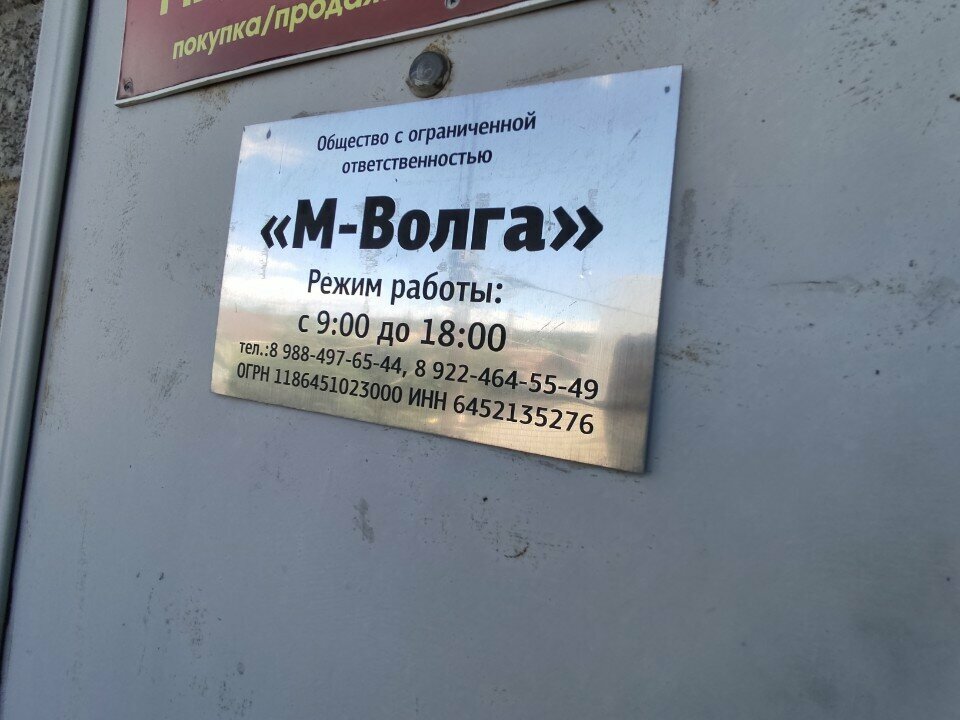 покупка/продажа
Общество с ограниченной
ответственностью
«М-Волга»
Режим работы:
с 9:00 до 18:00
тел.:8 988-497-65-44, 8 922-464-55-49
ОГРН 1186451023000 ИНН 6452135276